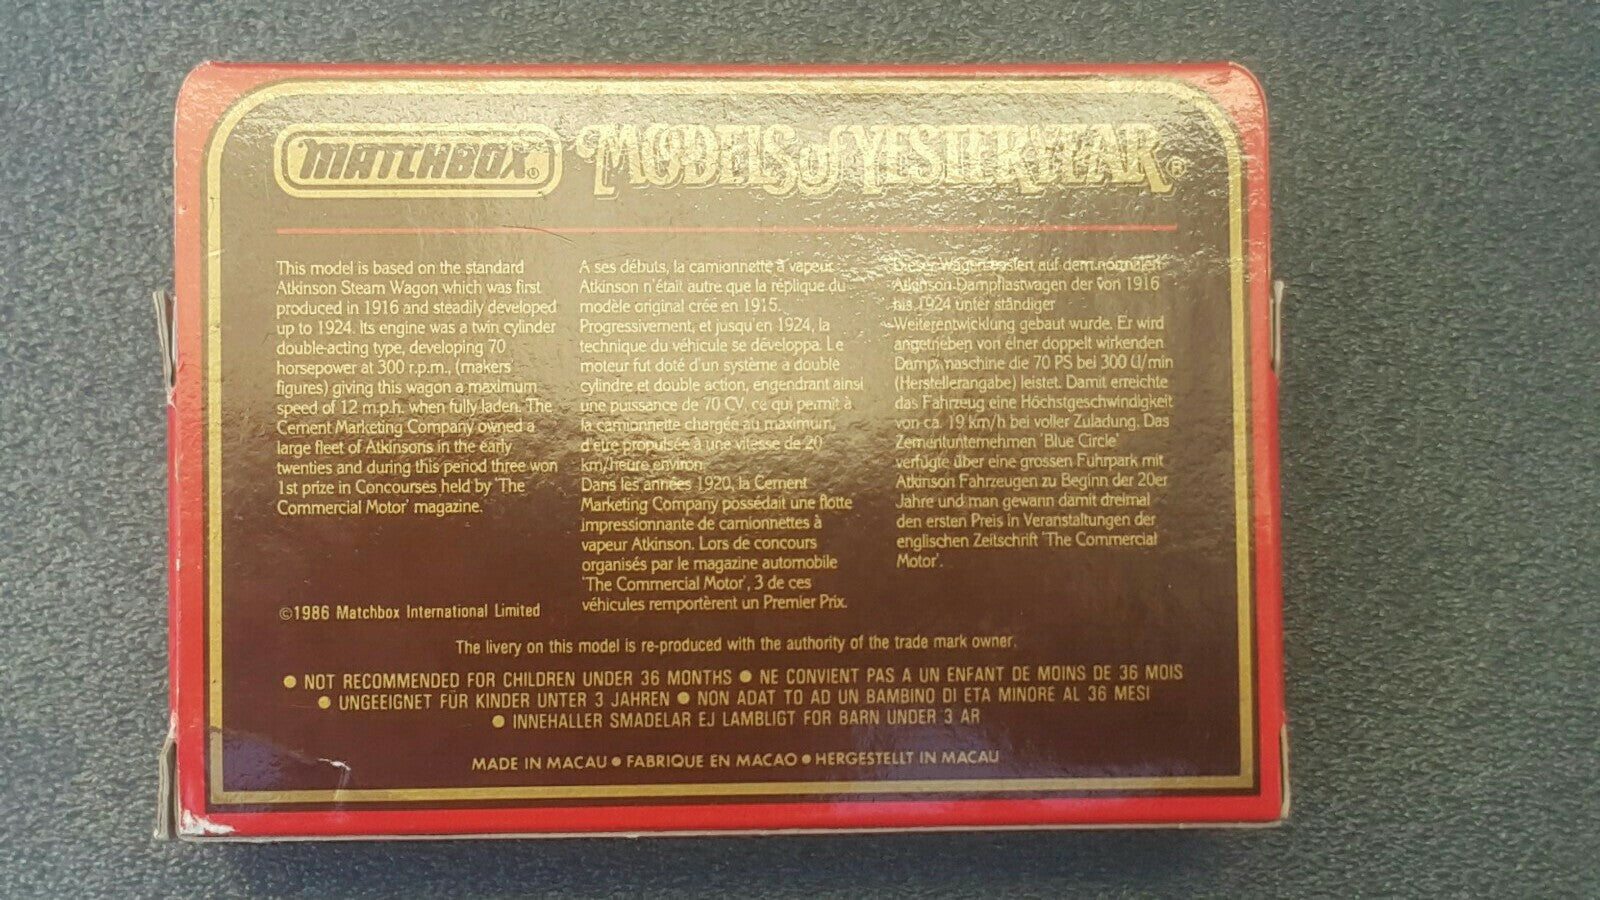 MATCHBOX® MODELS of YESTERYEAR®
This model is based on the standard
Atkinson Steam Wagon which was first
produced in 1916 and steadily developed
up to 1924. Its engine was a twin cylinder
double-acting type, developing 70
horsepower at 300 r.p.m., (makers
figures) giving this wagon a maximum
speed of 12 m.p.h. when fully laden. The
Cement Marketing Company owned a
large fleet of Atkinsons in the early
twenties and during this period three won
1st prize in Concourses held by 'The
Commercial Motor' magazine.
©1986 Matchbox International Limited
A ses débuts, la camionnette à vapeur
Atkinson n'était autre que la réplique du
modèle original crée en 1915.
Progressivement, et jusqu'en 1924, la
technique du véhicule se développa. Le
moteur fut doté d'un système a double
cylindre et double action, engendrant ainsi
une puissance de 70 CV, ce qui permit à
la camionnette chargée au maximum,
d'etre propulsée à une vitesse de 20
km/heure environ.
Dans les années 1920, la Cement
Marketing Company possédait une flotte
impressionnante de camionnettes à
vapeur Atkinson. Lors de concours
organisés par le magazine automobile
'The Commercial Motor', 3 de ces
véhicules remportèrent un Premier Prix.
Dieser Wagen basiert auf dem normalen
Atkinson Dampflastwagen der von 1916
bis 1924 unter ständiger
Weiterentwicklung gebaut wurde. Er wird
angetrieben von einer doppelt wirkenden
Dampfmaschine die 70 PS bei 300 U/min
(Herstellerangabe) leistet. Damit erreichte
das Fahrzeug eine Höchstgeschwindigkeit
von ca. 19 km/h bei voller Zuladung. Das
Zementunternehmen 'Blue Circle'
verfügte über eine grossen Fuhrpark mit
Atkinson Fahrzeugen zu Beginn der 20er
Jahre und man gewann damit dreimal
den ersten Preis in Veranstaltungen der
englischen Zeitschrift 'The Commercial
Motor'.
The livery on this model is re-produced with the authority of the trade mark owner.
● NOT RECOMMENDED FOR CHILDREN UNDER 36 MONTHS ● NE CONVIENT PAS A UN ENFANT DE MOINS DE 36 MOIS
● UNGEEIGNET FÜR KINDER UNTER 3 JAHREN ● NON ADAT TO AD UN BAMBINO DI ETA MINORE AL 36 MESI
● INNEHALLER SMADELAR EJ LAMBLIGT FOR BARN UNDER 3 AR
MADE IN MACAU ● FABRIQUE EN MACAO ● HERGESTELLT IN MACAU